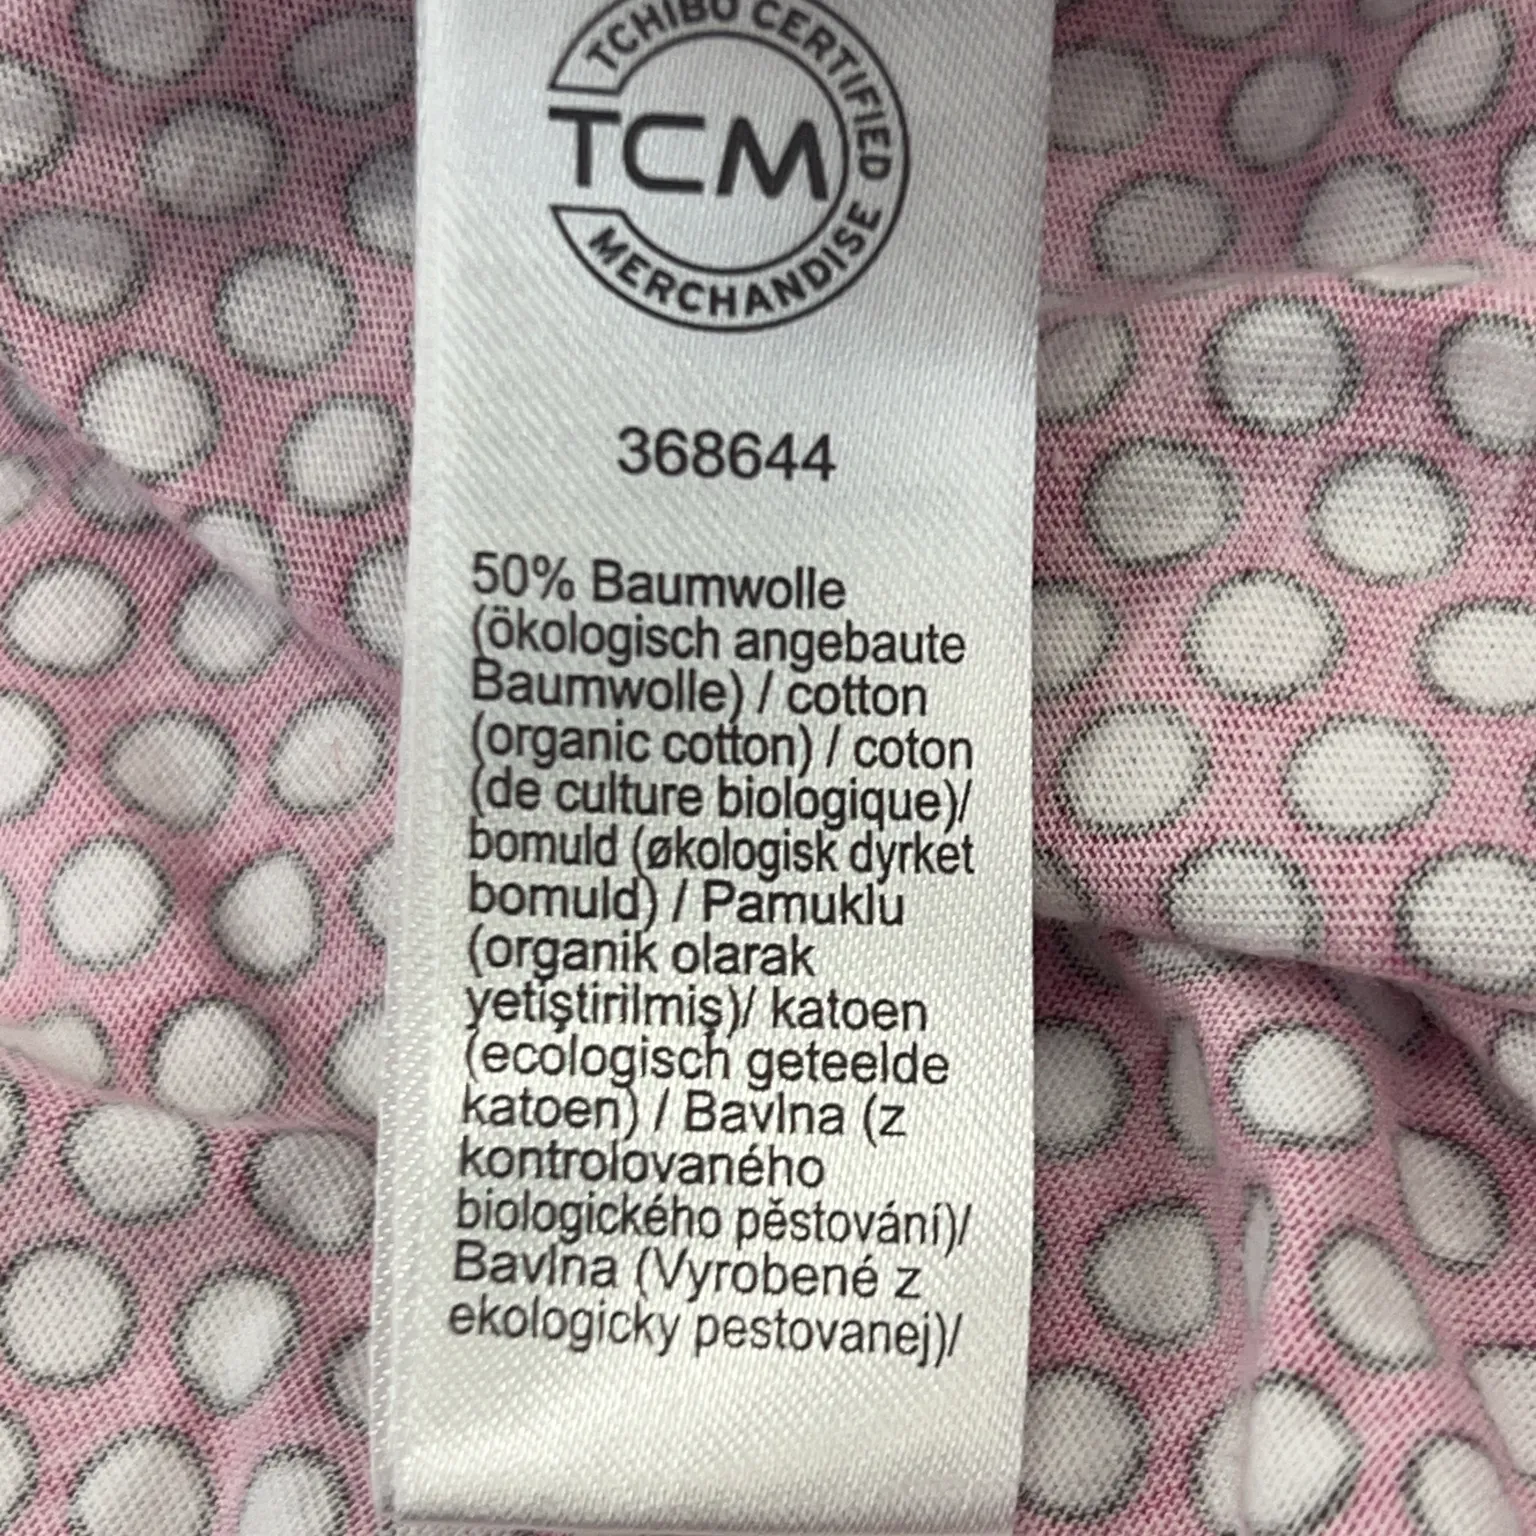 TCHIBO CERTIFIED
TCM
MERCHANDISE
368644
50% Baumwolle
(ökologisch angebaute
Baumwolle) / cotton
(organic cotton) / coton
(de culture biologique)/
bomuld (økologisk dyrket
bomuld) / Pamuklu
(organik olarak
yetiştirilmiş)/ katoen
(ecologisch geteelde
katoen) / Bavlna (z
kontrolovaného
biologického pěstování)/
Bavlna (Vyrobené z
ekologicky pestovanej)/